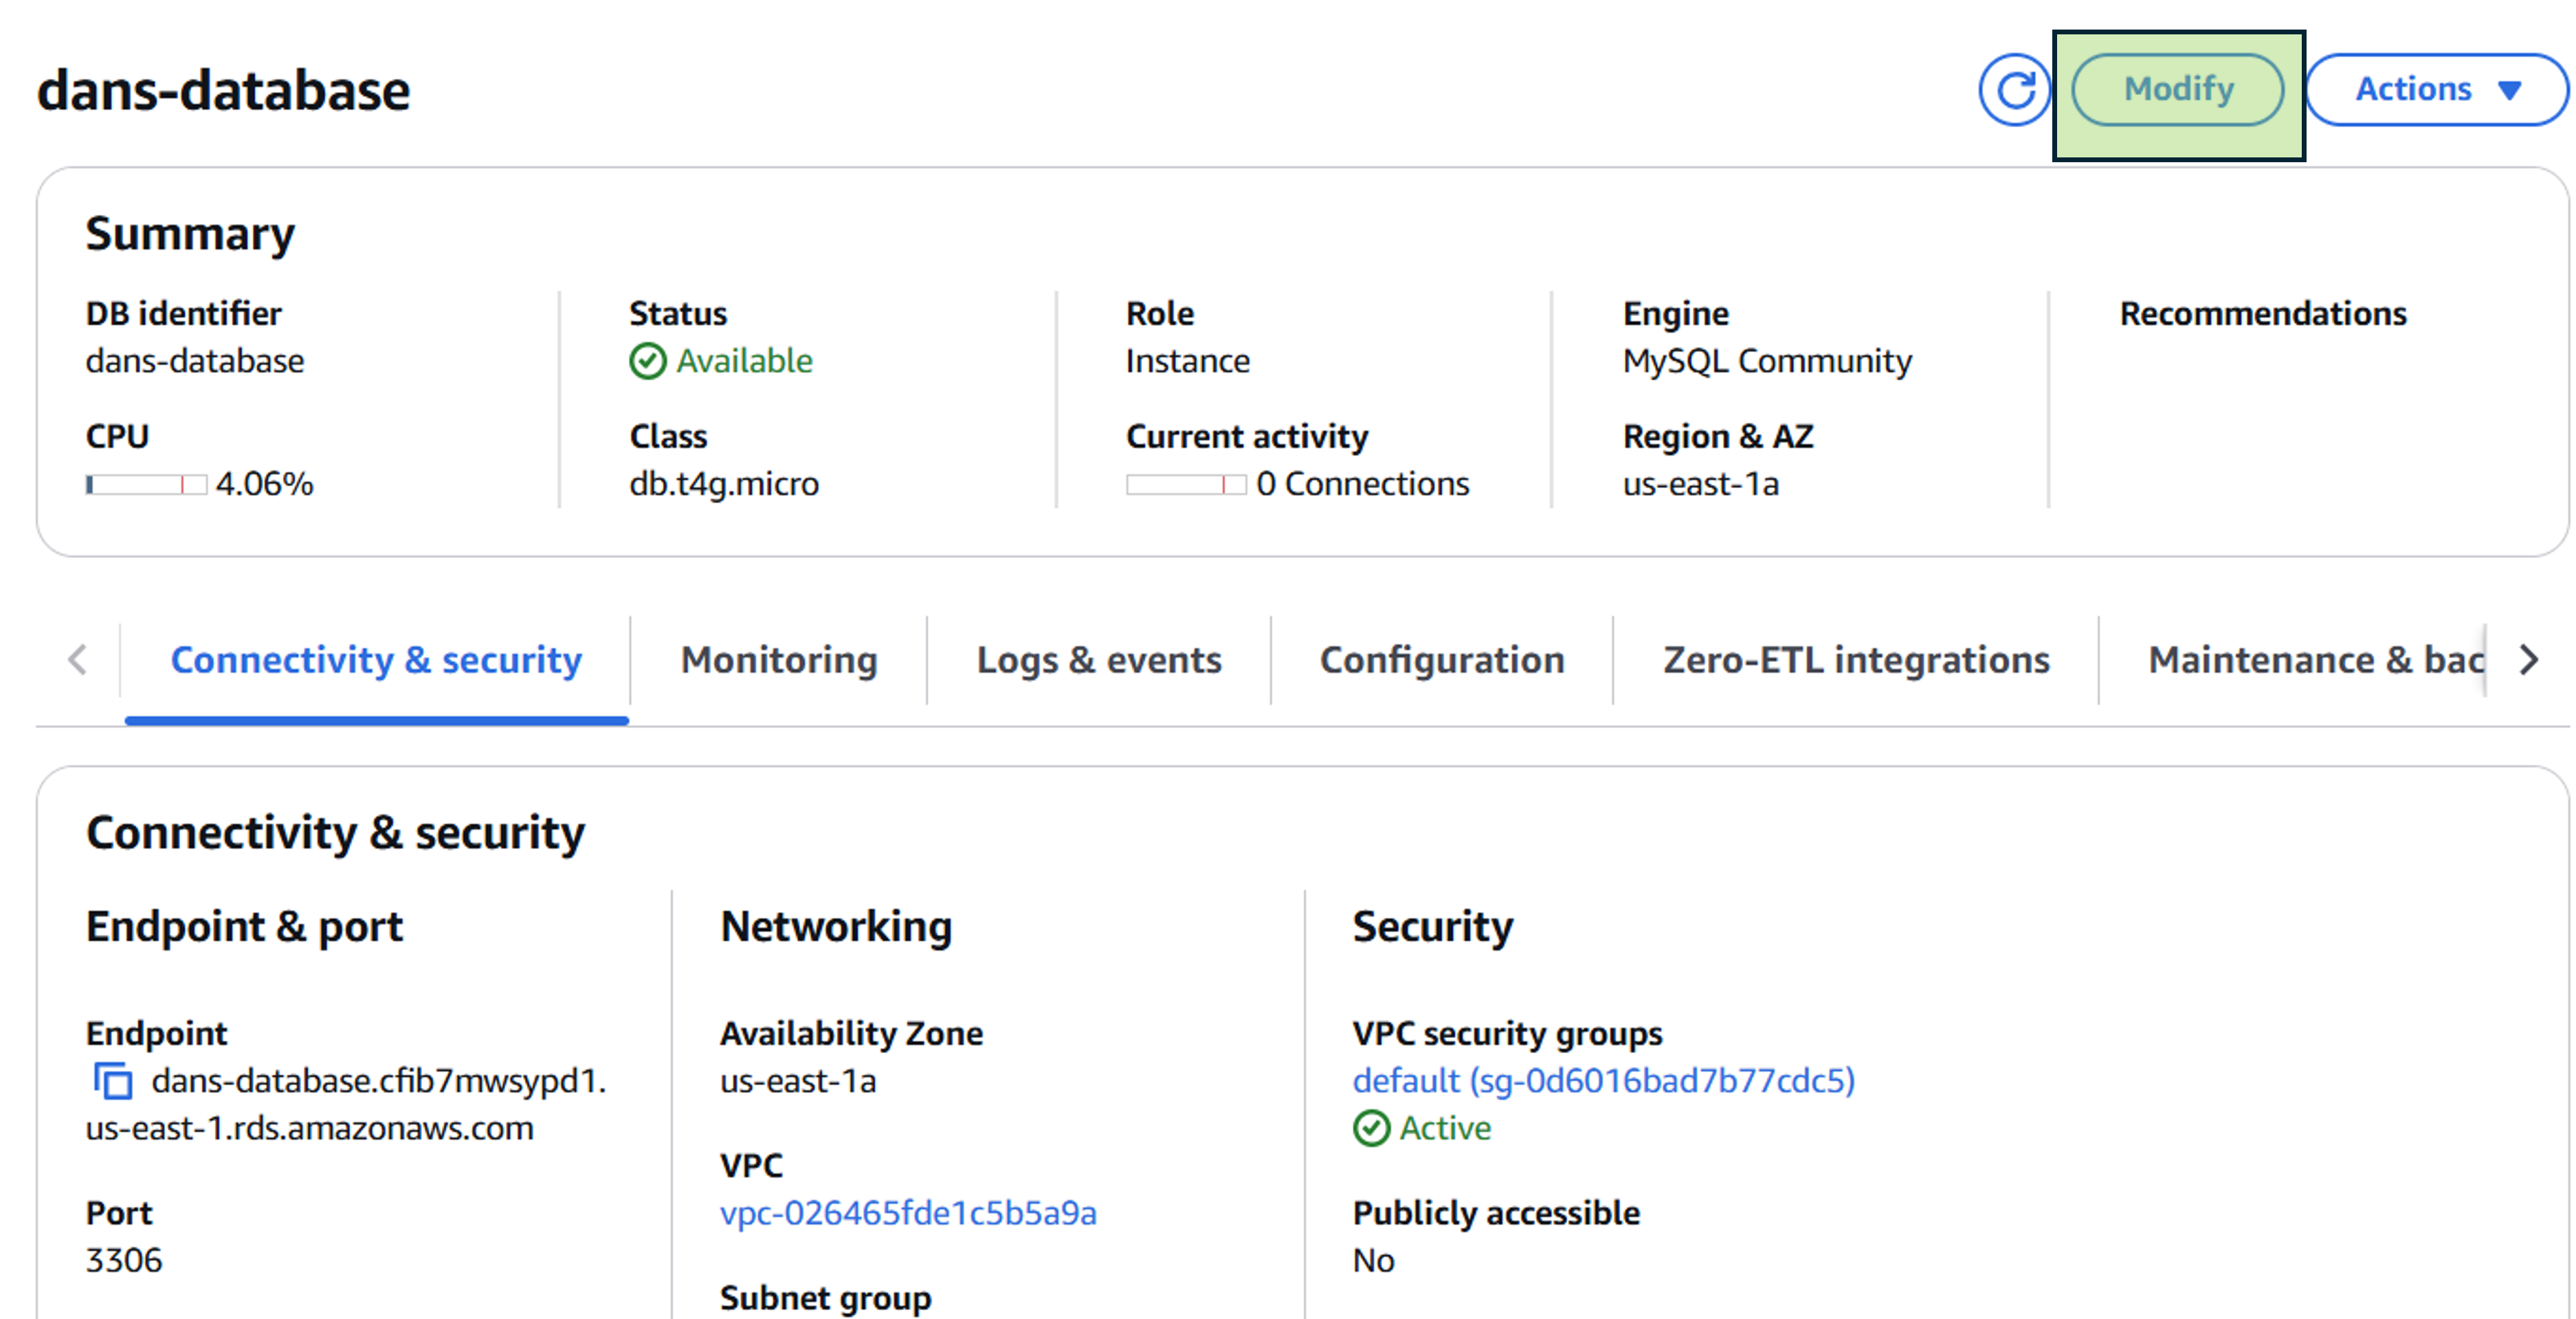 dans-database
Modify
Actions
Summary
DB identifier
dans-database
Status
Available
Role
Instance
Engine
MySQL Community
Recommendations
CPU
4.06%
Class
db.t4g.micro
Current activity
0 Connections
Region & AZ
us-east-1a
Connectivity & security
Monitoring
Logs & events
Configuration
Zero-ETL integrations
Maintenance & bac
Connectivity & security
Endpoint & port
Endpoint
dans-database.cfib7mwsypd1.
us-east-1.rds.amazonaws.com
Port
3306
Networking
Availability Zone
us-east-1a
VPC
vpc-026465fde1c5b5a9a
Subnet group
Security
VPC security groups
default (sg-0d6016bad7b77cdc5)
Active
Publicly accessible
No